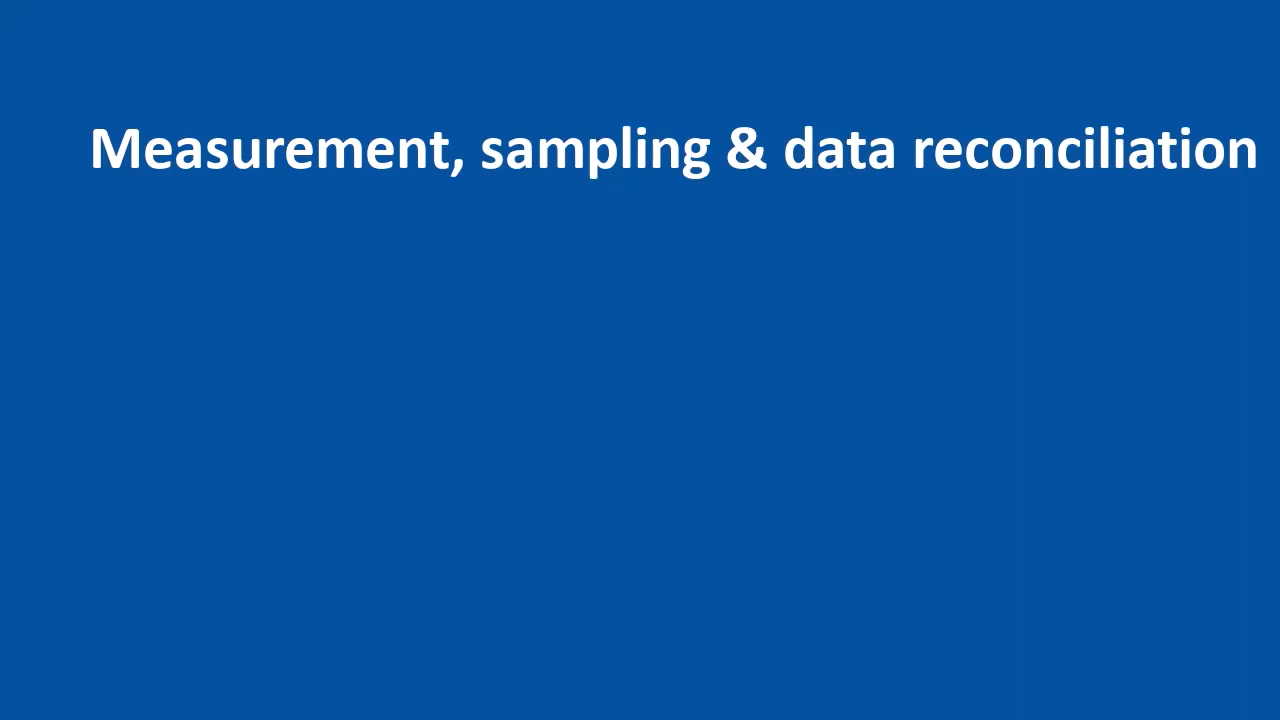 Measurement, sampling & data reconciliation